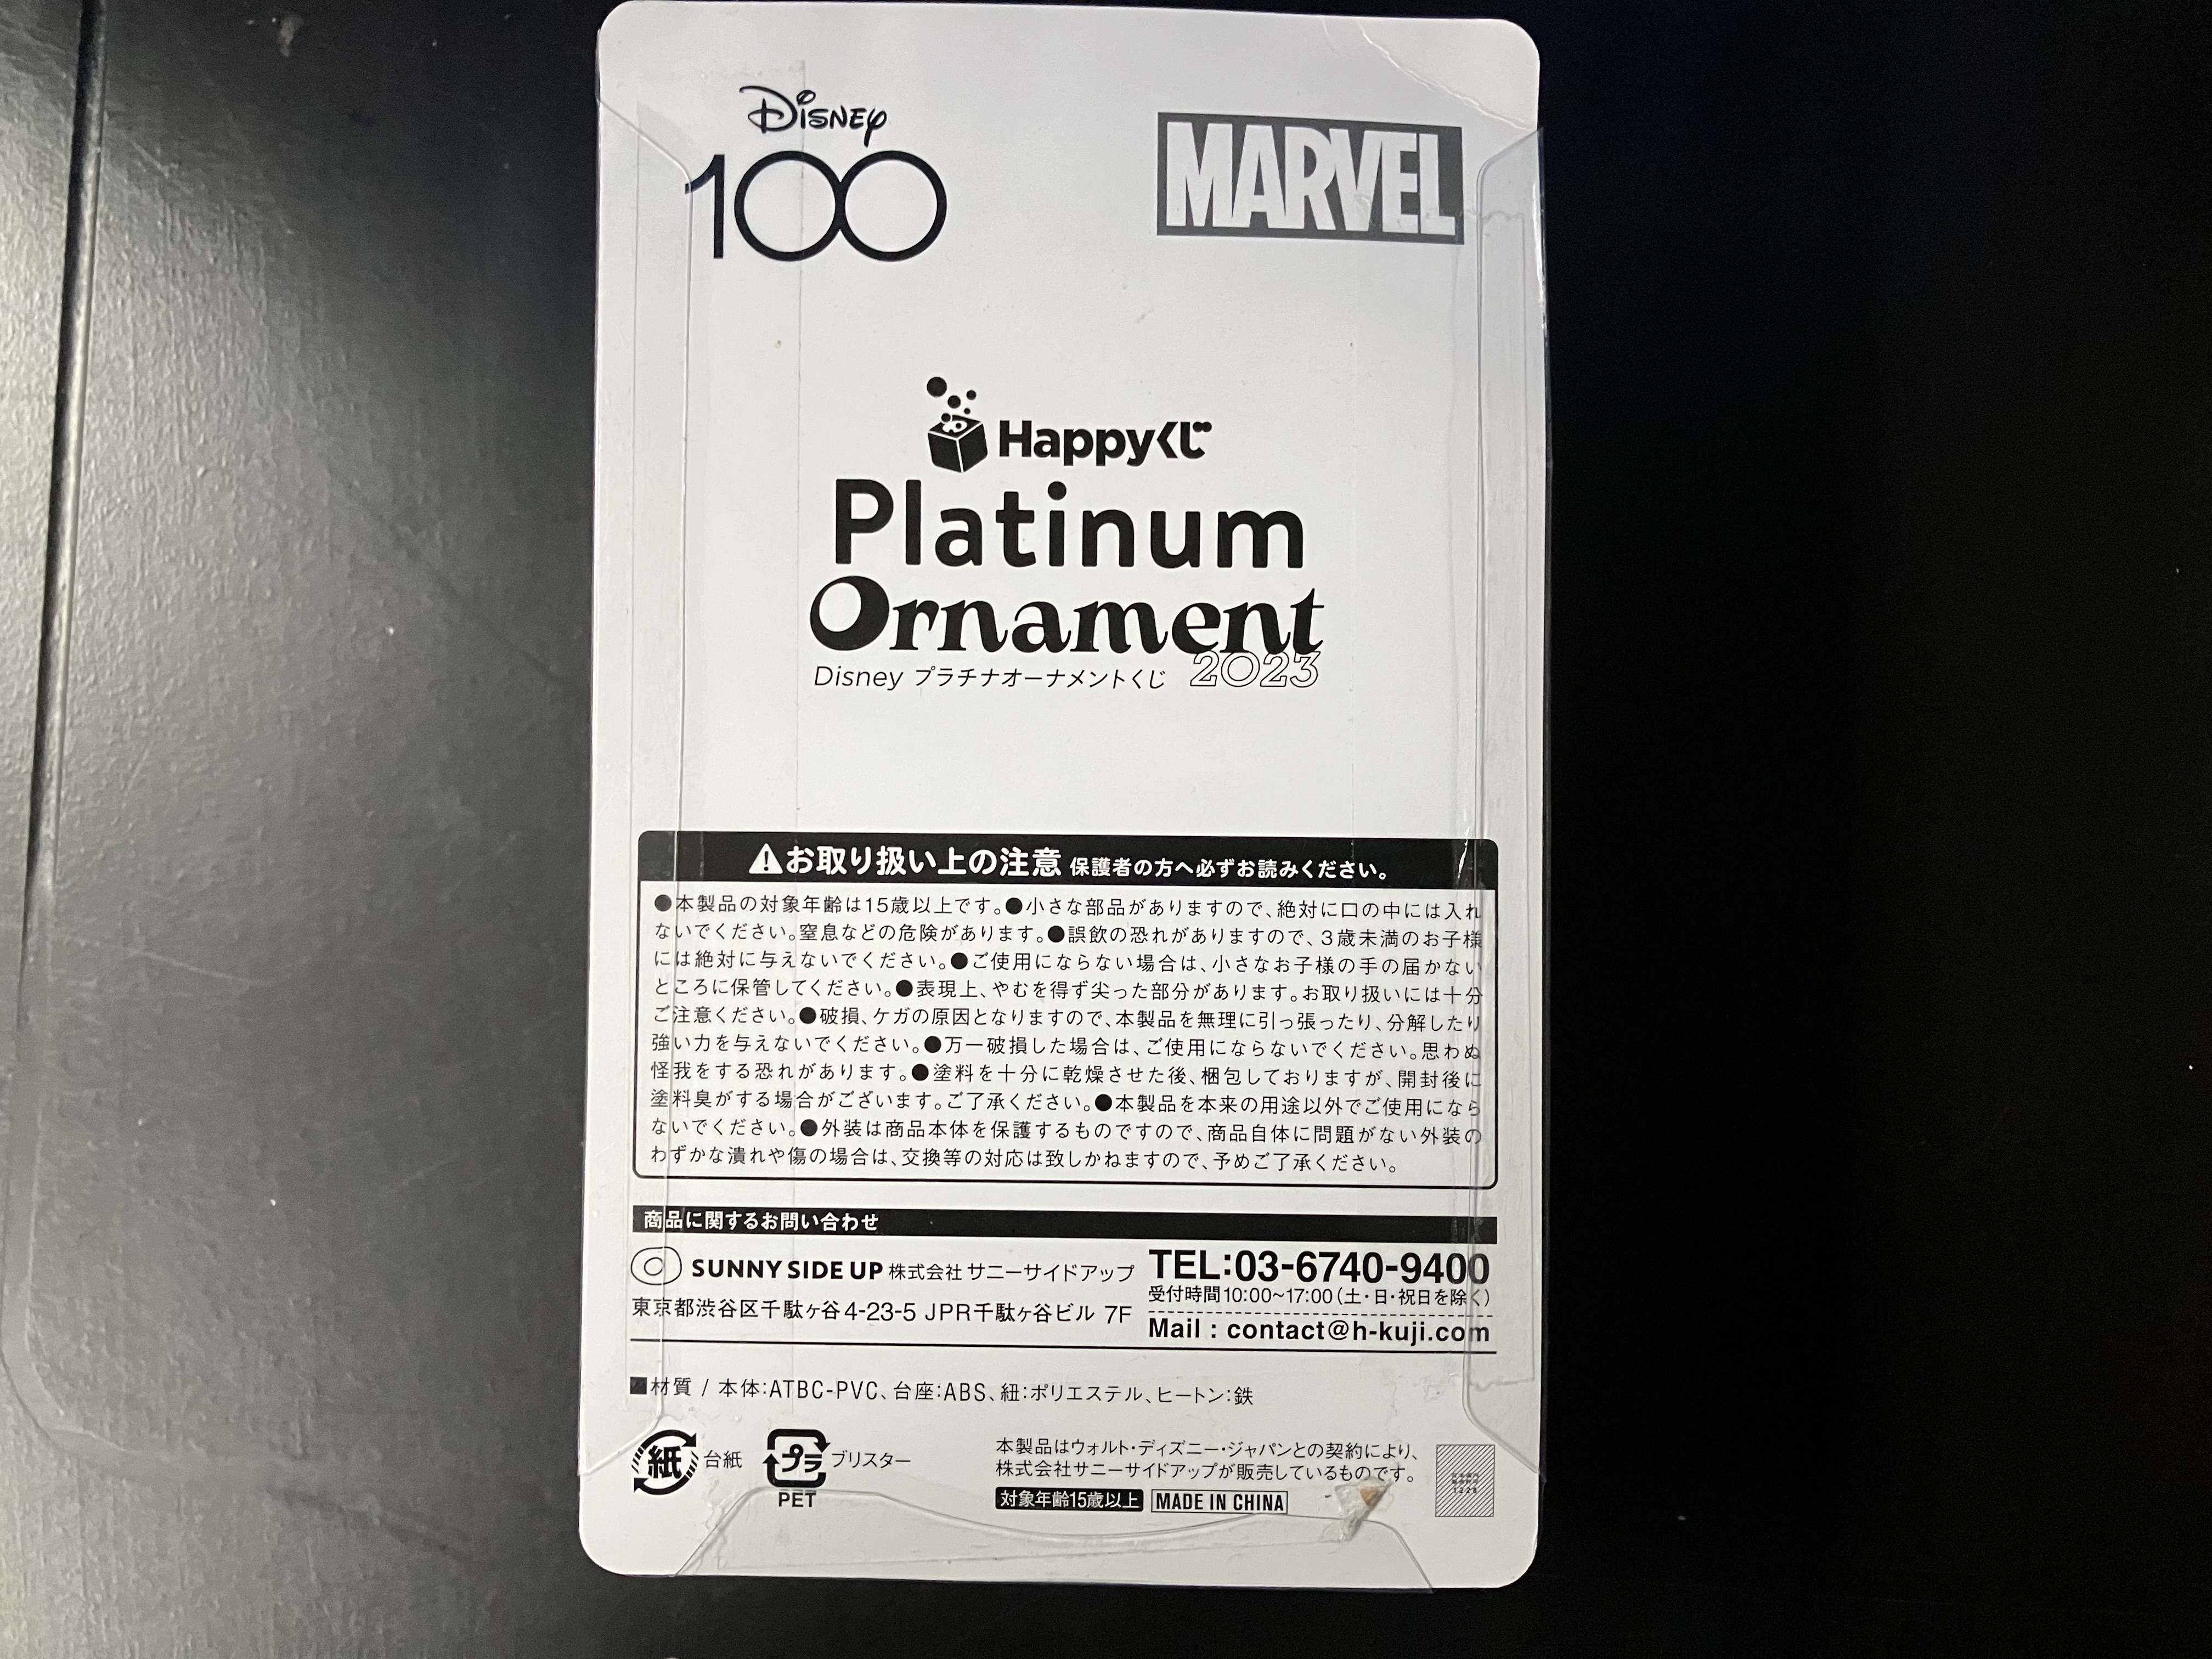 Disney
100
MARVEL
Happyくじ
Platinum
Ornament
Disney プラチナオーナメントくじ 2023
お取り扱い上の注意 保護者の方へ必ずお読みください。
●本製品の対象年齢は15歳以上です。●小さな部品がありますので、絶対に口の中には入れ
ないでください。窒息などの危険があります。●誤飲の恐れがありますので、3歳未満のお子様
には絶対に与えないでください。●ご使用にならない場合は、小さなお子様の手の届かない
ところに保管してください。●表現上、やむを得ず尖った部分があります。お取り扱いには十分
ご注意ください。●破損、ケガの原因となりますので、本製品を無理に引っ張ったり、分解したり
強い力を与えないでください。●万一破損した場合は、ご使用にならないでください。思わぬ
怪我をする恐れがあります。●塗料を十分に乾燥させた後、梱包しておりますが、開封後に
塗料臭がする場合がございます。ご了承ください。●本製品を本来の用途以外でご使用になら
ないでください。●外装は商品本体を保護するものですので、商品自体に問題がない外装の
わずかな潰れや傷の場合は、交換等の対応は致しかねますので、予めご了承ください。
商品に関するお問い合わせ
SUNNY SIDE UP 株式会社 サニーサイドアップ
東京都渋谷区千駄ヶ谷4-23-5 JPR千駄ヶ谷ビル 7F
TEL:03-6740-9400
受付時間10:00~17:00(土・日・祝日を除く)
Mail : contact@h-kuji.com
■材質 / 本体:ATBC-PVC、台座:ABS、紐:ポリエステル、ヒートン:鉄
紙 台紙
プラ ブリスター
PET
本製品はウォルト・ディズニー・ジャパンとの契約により、
株式会社サニーサイドアップが販売しているものです。
対象年齢15歳以上 MADE IN CHINA